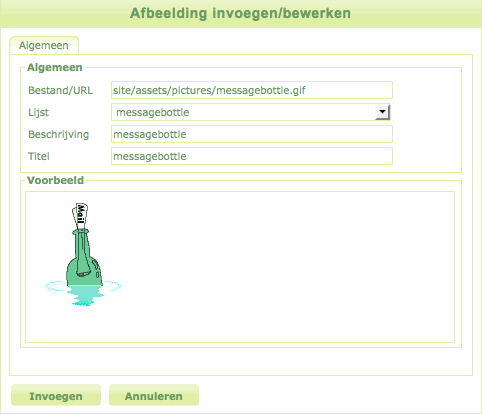 Afbeelding invoegen/bewerken
Algemeen
Algemeen
Bestand/URL site/assets/pictures/messagebottle.gif
Lijst messagebottle
Beschrijving messagebottle
Titel messagebottle
Voorbeeld
Mail
Invoegen Annuleren